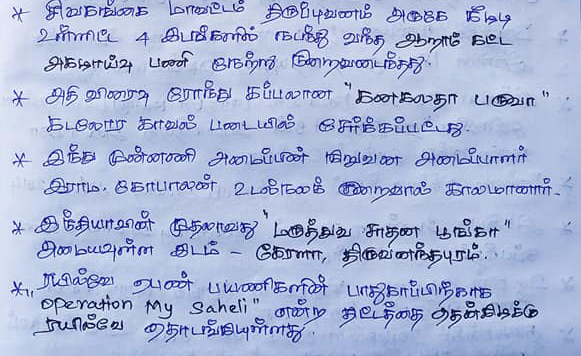 * சிவகங்கை மாவட்டம் திருப்புவனம் அருகே கீழடி
உள்ளிட்ட 4 இடங்களில் நடந்து வந்த ஆறாம் கட்ட
அகழாய்வு பணி நேற்று நிறைவடைந்தது.
* அதி விரைவு ரோந்து கப்பலான "கனகலதா பருவா"
கடலோர காவல் படையில் சேர்க்கப்பட்டது.
* இந்து முன்னணி அமைப்பின் நிறுவன அமைப்பாளர்
இராம. கோபாலன் உடல்நலக் குறைவால் காலமானார்.
* இந்தியாவின் முதலாவது "மருத்துவ சாதன பூங்கா"
அமையவுள்ள இடம் - கேரளா, திருவனந்தபுரம்.
* ரயில்வே பெண் பயணிகளின் பாதுகாப்பிற்காக
"Operation My Saheli" என்ற திட்டத்தை தென்கிழக்கு
ரயில்வே தொடங்கியுள்ளது.